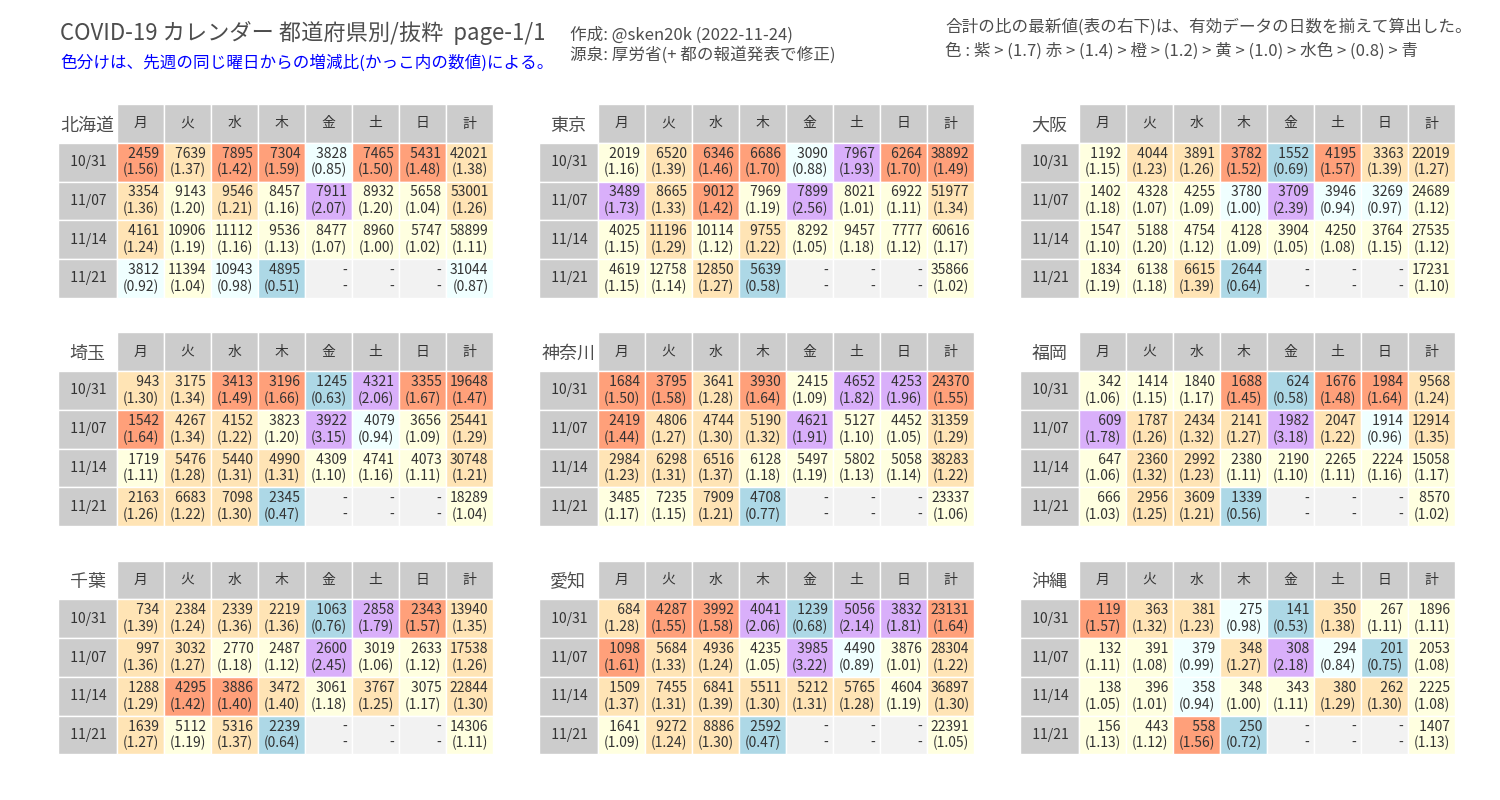 COVID-19 カレンダー 都道府県別/抜粋 page-1/1
作成: @sken20k (2022-11-24)
合計の比の最新値(表の右下)は、有効データの日数を揃えて算出した。
色分けは、先週の同じ曜日からの増減比(かっこ内の数値)による。
源泉: 厚労省(+ 都の報道発表で修正)
色 : 紫 > (1.7) 赤 > (1.4) > 橙 > (1.2) > 黄 > (1.0) > 水色 > (0.8) > 青
北海道 月 火 水 木 金 土 日 計
10/31 2459 7639 7895 7304 3828 7465 5431 42021
(1.56) (1.37) (1.42) (1.59) (0.85) (1.50) (1.48) (1.38)
11/07 3354 9143 9546 8457 7911 8932 5658 53001
(1.36) (1.20) (1.21) (1.16) (2.07) (1.20) (1.04) (1.26)
11/14 4161 10906 11112 9536 8477 8960 5747 58899
(1.24) (1.19) (1.16) (1.13) (1.07) (1.00) (1.02) (1.11)
11/21 3812 11394 10943 4895 - - - 31044
(0.92) (1.04) (0.98) (0.51) - - - (0.87)
東京 月 火 水 木 金 土 日 計
10/31 2019 6520 6346 6686 3090 7967 6264 38892
(1.16) (1.39) (1.46) (1.70) (0.88) (1.93) (1.70) (1.49)
11/07 3489 8665 9012 7969 7899 8021 6922 51977
(1.73) (1.33) (1.42) (1.19) (2.56) (1.01) (1.11) (1.34)
11/14 4025 11196 10114 9755 8292 9457 7777 60616
(1.15) (1.29) (1.12) (1.22) (1.05) (1.18) (1.12) (1.17)
11/21 4619 12758 12850 5639 - - - 35866
(1.15) (1.14) (1.27) (0.58) - - - (1.02)
大阪 月 火 水 木 金 土 日 計
10/31 1192 4044 3891 3782 1552 4195 3363 22019
(1.15) (1.23) (1.26) (1.52) (0.69) (1.57) (1.39) (1.27)
11/07 1402 4328 4255 3780 3709 3946 3269 24689
(1.18) (1.07) (1.09) (1.00) (2.39) (0.94) (0.97) (1.12)
11/14 1547 5188 4754 4128 3904 4250 3764 27535
(1.10) (1.20) (1.12) (1.09) (1.05) (1.08) (1.15) (1.12)
11/21 1834 6138 6615 2644 - - - 17231
(1.19) (1.18) (1.39) (0.64) - - - (1.10)
埼玉 月 火 水 木 金 土 日 計
10/31 943 3175 3413 3196 1245 4321 3355 19648
(1.30) (1.34) (1.49) (1.66) (0.63) (2.06) (1.67) (1.47)
11/07 1542 4267 4152 3823 3922 4079 3656 25441
(1.64) (1.34) (1.22) (1.20) (3.15) (0.94) (1.09) (1.29)
11/14 1719 5476 5440 4990 4309 4741 4073 30748
(1.11) (1.28) (1.31) (1.31) (1.10) (1.16) (1.11) (1.21)
11/21 2163 6683 7098 2345 - - - 18289
(1.26) (1.22) (1.30) (0.47) - - - (1.04)
神奈川 月 火 水 木 金 土 日 計
10/31 1684 3795 3641 3930 2415 4652 4253 24370
(1.50) (1.58) (1.28) (1.64) (1.09) (1.82) (1.96) (1.55)
11/07 2419 4806 4744 5190 4621 5127 4452 31359
(1.44) (1.27) (1.30) (1.32) (1.91) (1.10) (1.05) (1.29)
11/14 2984 6298 6516 6128 5497 5802 5058 38283
(1.23) (1.31) (1.37) (1.18) (1.19) (1.13) (1.14) (1.22)
11/21 3485 7235 7909 4708 - - - 23337
(1.17) (1.15) (1.21) (0.77) - - - (1.06)
福岡 月 火 水 木 金 土 日 計
10/31 342 1414 1840 1688 624 1676 1984 9568
(1.06) (1.15) (1.17) (1.45) (0.58) (1.48) (1.64) (1.24)
11/07 609 1787 2434 2141 1982 2047 1914 12914
(1.78) (1.26) (1.32) (1.27) (3.18) (1.22) (0.96) (1.35)
11/14 647 2360 2992 2380 2190 2265 2224 15058
(1.06) (1.32) (1.23) (1.11) (1.10) (1.11) (1.16) (1.17)
11/21 666 2956 3609 1339 - - - 8570
(1.03) (1.25) (1.21) (0.56) - - - (1.02)
千葉 月 火 水 木 金 土 日 計
10/31 734 2384 2339 2219 1063 2858 2343 13940
(1.39) (1.24) (1.36) (1.36) (0.76) (1.79) (1.57) (1.35)
11/07 997 3032 2770 2487 2600 3019 2633 17538
(1.36) (1.27) (1.18) (1.12) (2.45) (1.06) (1.12) (1.26)
11/14 1288 4295 3886 3472 3061 3767 3075 22844
(1.29) (1.42) (1.40) (1.40) (1.18) (1.25) (1.17) (1.30)
11/21 1639 5112 5316 2239 - - - 14306
(1.27) (1.19) (1.37) (0.64) - - - (1.11)
愛知 月 火 水 木 金 土 日 計
10/31 684 4287 3992 4041 1239 5056 3832 23131
(1.28) (1.55) (1.58) (2.06) (0.68) (2.14) (1.81) (1.64)
11/07 1098 5684 4936 4235 3985 4490 3876 28304
(1.61) (1.33) (1.24) (1.05) (3.22) (0.89) (1.01) (1.22)
11/14 1509 7455 6841 5511 5212 5765 4604 36897
(1.37) (1.31) (1.39) (1.30) (1.31) (1.28) (1.19) (1.30)
11/21 1641 9272 8886 2592 - - - 22391
(1.09) (1.24) (1.30) (0.47) - - - (1.05)
沖縄 月 火 水 木 金 土 日 計
10/31 119 363 381 275 141 350 267 1896
(1.57) (1.32) (1.23) (0.98) (0.53) (1.38) (1.11) (1.11)
11/07 132 391 379 348 308 294 201 2053
(1.11) (1.08) (0.99) (1.27) (2.18) (0.84) (0.75) (1.08)
11/14 138 396 358 348 343 380 262 2225
(1.05) (1.01) (0.94) (1.00) (1.11) (1.29) (1.30) (1.08)
11/21 156 443 558 250 - - - 1407
(1.13) (1.12) (1.56) (0.72) - - - (1.13)